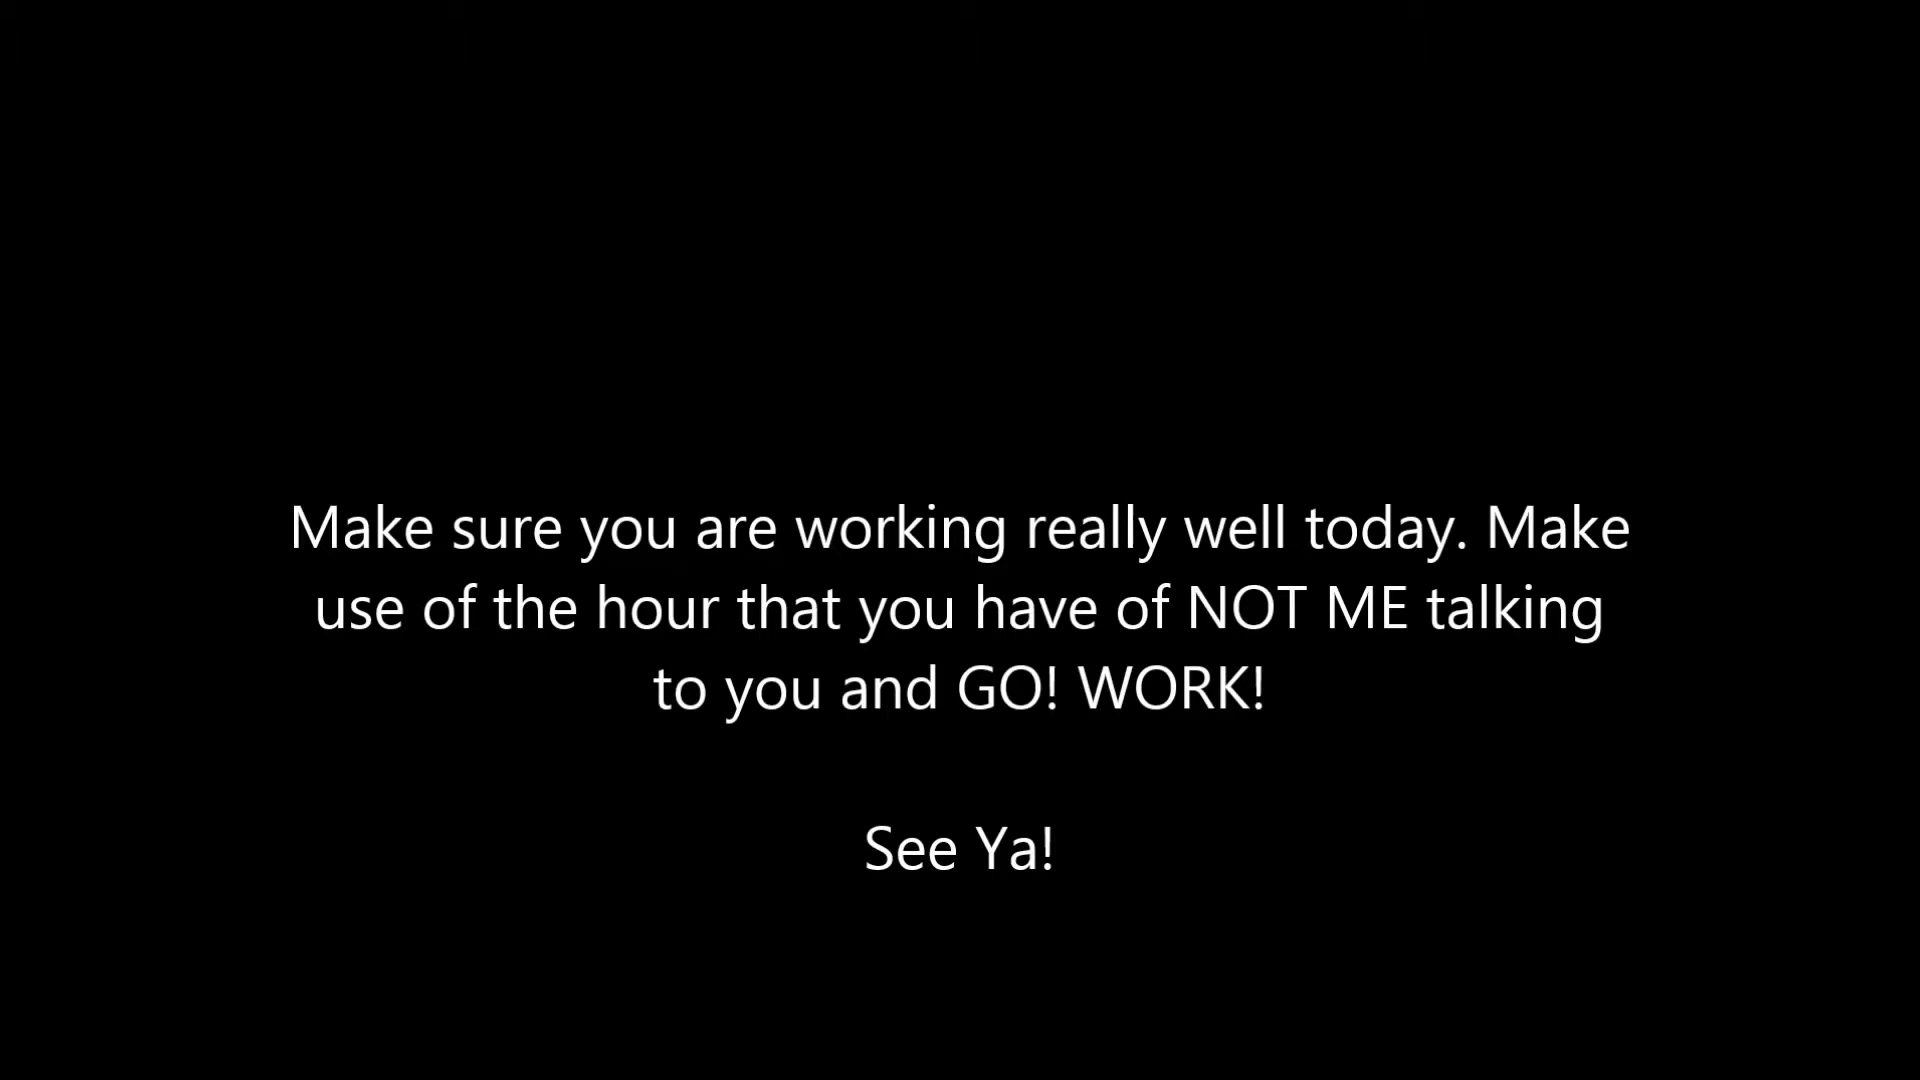 Make sure you are working really well today. Make
use of the hour that you have of NOT ME talking
to you and GO! WORK!
See Ya!